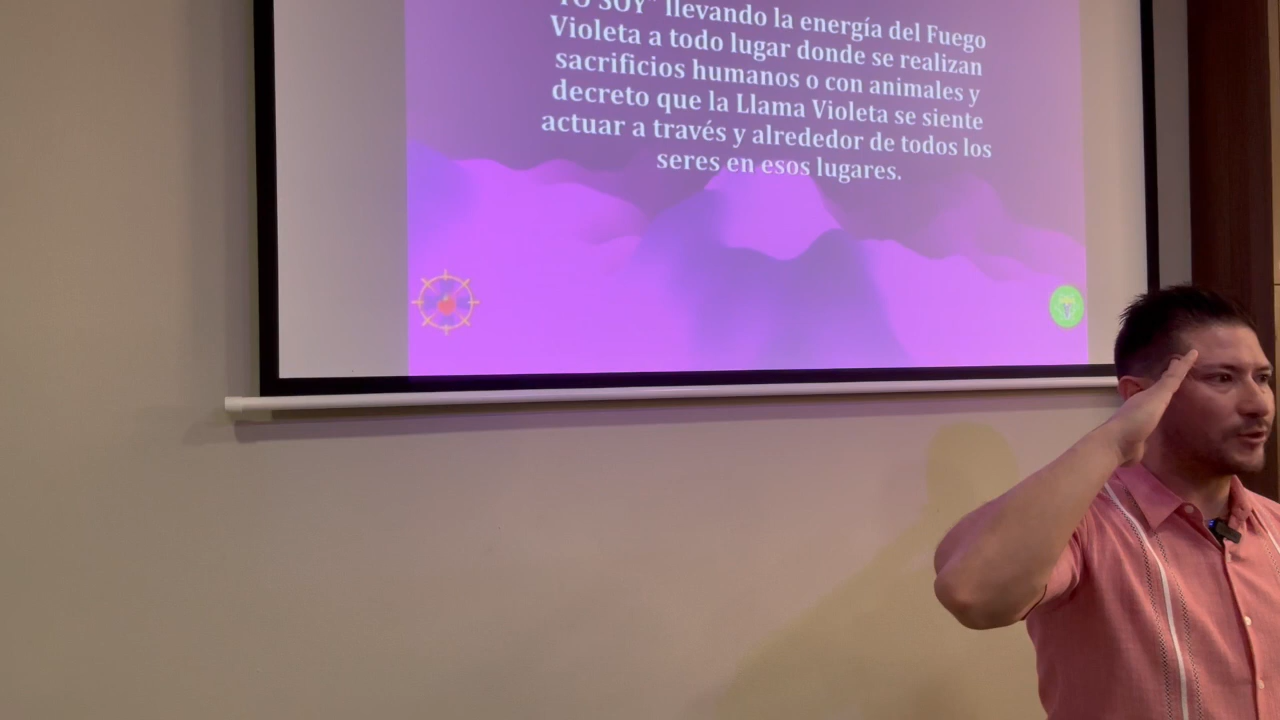 YO SOY" llevando la energía del Fuego
Violeta a todo lugar donde se realizan
sacrificios humanos o con animales y
decreto que la Llama Violeta se siente
actuar a través y alrededor de todos los
seres en esos lugares.